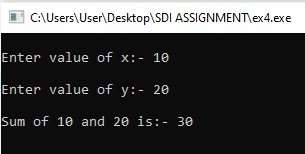 C:\Users\User\Desktop\SDI ASSIGNMENT\ex4.exe
Enter value of x:- 10
Enter value of y:- 20
Sum of 10 and 20 is:- 30